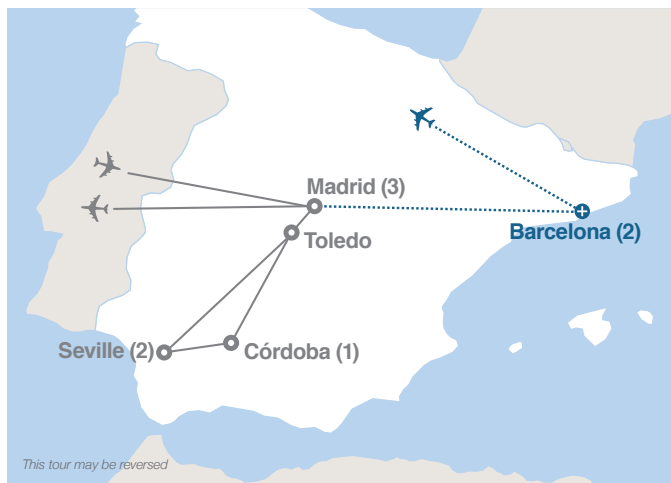 Madrid (3)
Barcelona (2)
Toledo
Córdoba (1)
Seville (2)
This tour may be reversed